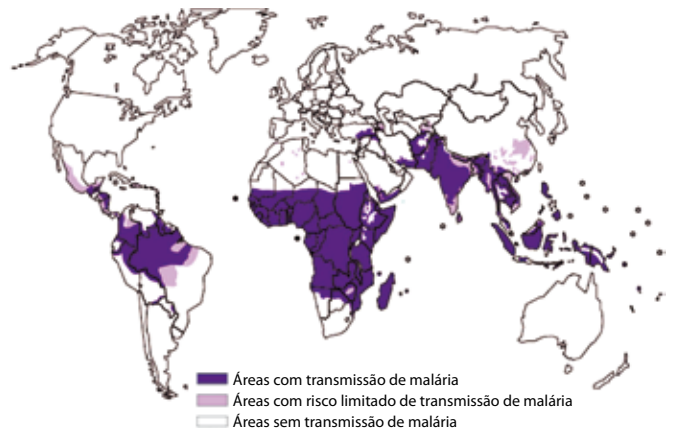 Áreas com transmissão de malária
Áreas com risco limitado de transmissão de malária
Áreas sem transmissão de malária